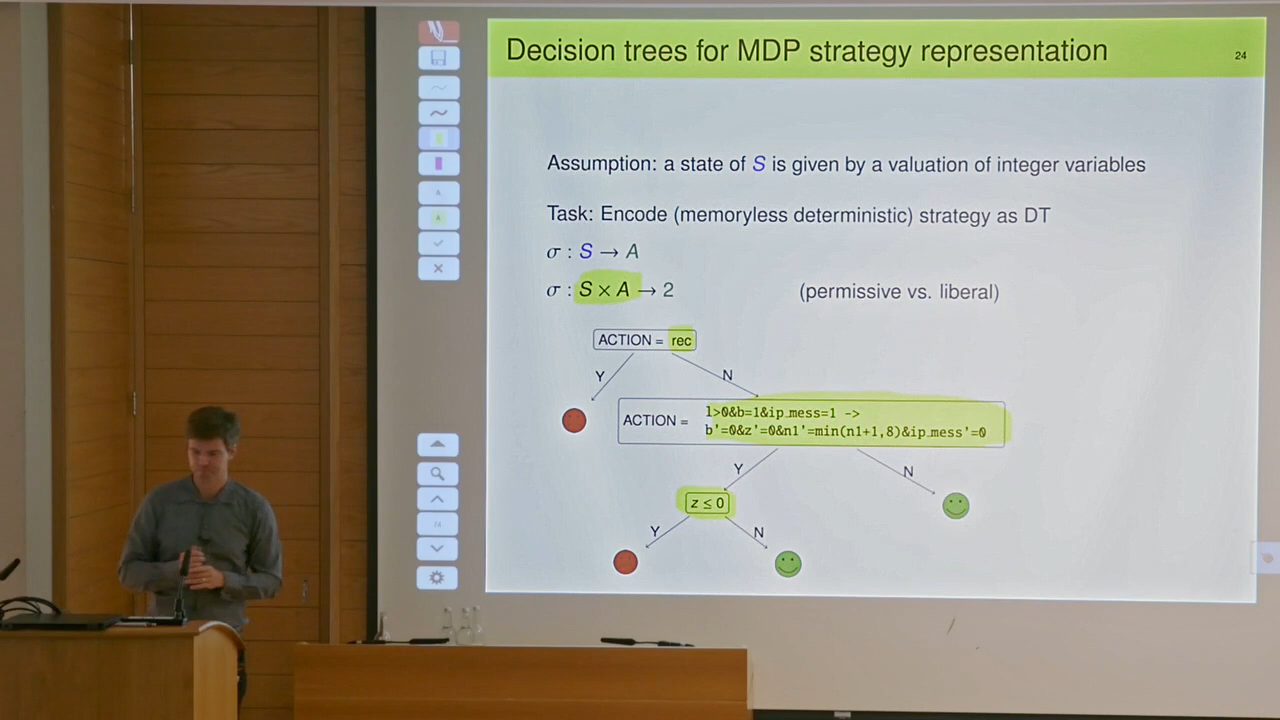 Decision trees for MDP strategy representation
24
Assumption: a state of S is given by a valuation of integer variables
Task: Encode (memoryless deterministic) strategy as DT
σ : S → A
σ : S × A → 2 (permissive vs. liberal)
ACTION = rec
Y N
ACTION = l>0&b=1&ip_mess=1 ->
b'=0&z'=0&n1'=min(n1+1,8)&ip_mess'=0
Y N
z ≤ 0
Y N